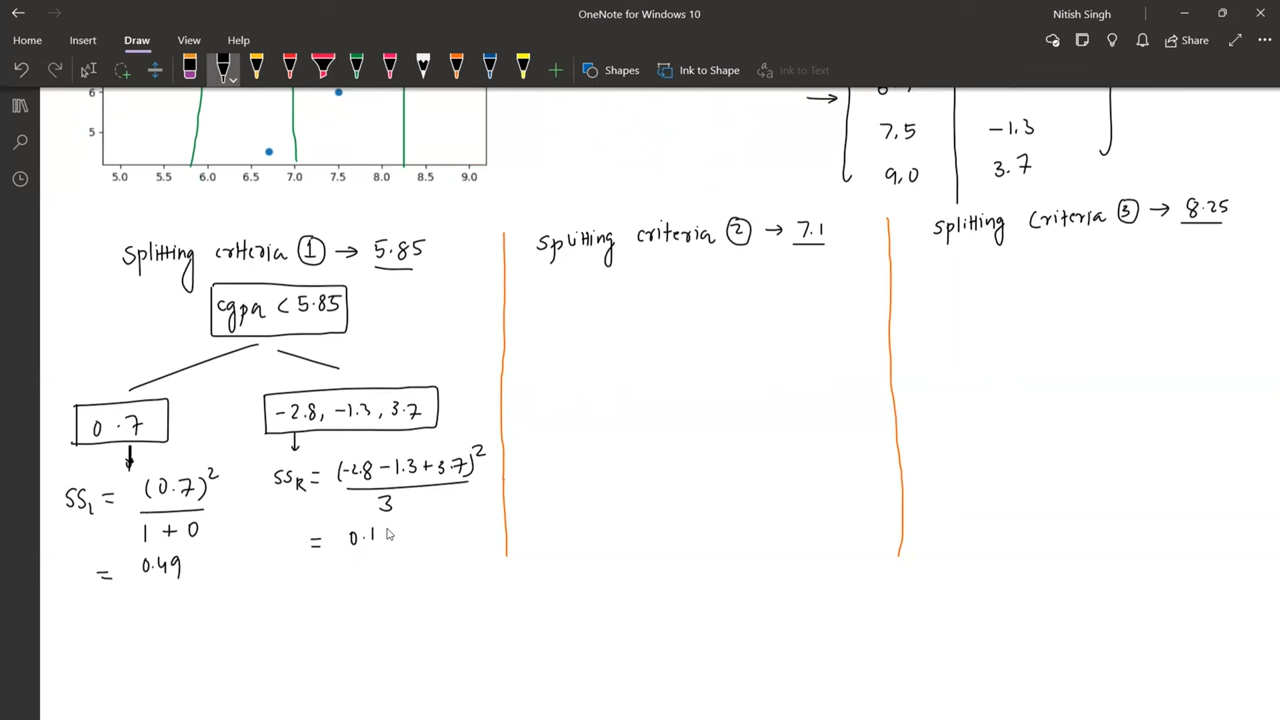 OneNote for Windows 10
Nitish Singh
Home Insert Draw View Help
Share
Shapes
Ink to Shape
Ink to Text
6
5
5.0 5.5 6.0 6.5 7.0 7.5 8.0 8.5 9.0
7.5 -1.3
9.0 3.7
Splitting criteria ① → 5.85
cgpa < 5.85
0.7
-2.8, -1.3, 3.7
SSL = (0.7)²
1 + 0
= 0.49
SSR = (-2.8 -1.3 + 3.7)²
3
= 0.1
Splitting criteria ② → 7.1
Splitting Criteria ③ → 8.25